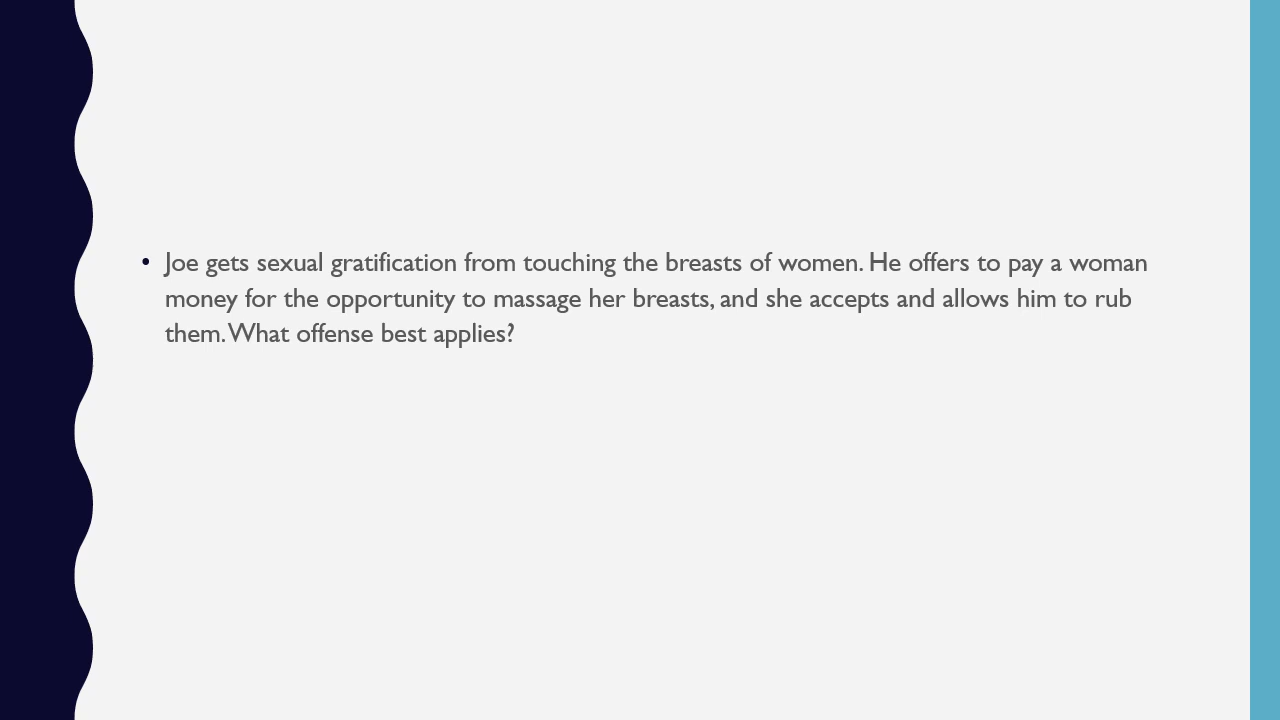 • Joe gets sexual gratification from touching the breasts of women. He offers to pay a woman
money for the opportunity to massage her breasts, and she accepts and allows him to rub
them. What offense best applies?